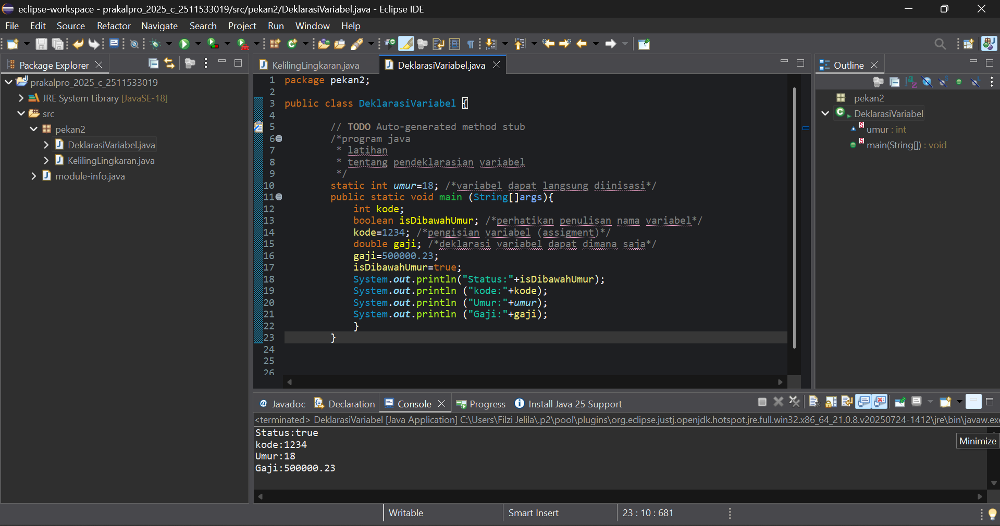 eclipse-workspace - prakalpro_2025_c_2511533019/src/pekan2/DeklarasiVariabel.java - Eclipse IDE
File Edit Source Refactor Navigate Search Project Run Window Help
Package Explorer
prakalpro_2025_c_2511533019
JRE System Library [JavaSE-18]
src
pekan2
DeklarasiVariabel.java
KelilingLingkaran.java
module-info.java
KelilingLingkaran.java DeklarasiVariabel.java
1 package pekan2;
2
3 public class DeklarasiVariabel {
4
5 // TODO Auto-generated method stub
6 /*program java
7 * latihan
8 * tentang pendeklarasian variabel
9 */
10 static int umur=18; /*variabel dapat langsung diinisasi*/
11 public static void main (String[]args){
12 int kode;
13 boolean isDibawahUmur; /*perhatikan penulisan nama variabel*/
14 kode=1234; /*pengisian variabel (assigment)*/
15 double gaji; /*deklarasi variabel dapat dimana saja*/
16 gaji=500000.23;
17 isDibawahUmur=true;
18 System.out.println("Status:"+isDibawahUmur);
19 System.out.println ("kode:"+kode);
20 System.out.println ("Umur:"+umur);
21 System.out.println ("Gaji:"+gaji);
22 }
23 }
24
25
26
Outline
pekan2
DeklarasiVariabel
umur : int
main(String[]) : void
Javadoc Declaration Console Progress Install Java 25 Support
<terminated> DeklarasiVariabel [Java Application] C:\Users\Filzi Jelila\.p2\pool\plugins\org.eclipse.justj.openjdk.hotspot.jre.full.win32.x86_64_21.0.8.v20250724-1412\jre\bin\javaw.exe
Status:true
kode:1234
Umur:18
Gaji:500000.23
Minimize
Writable Smart Insert 23 : 10 : 681